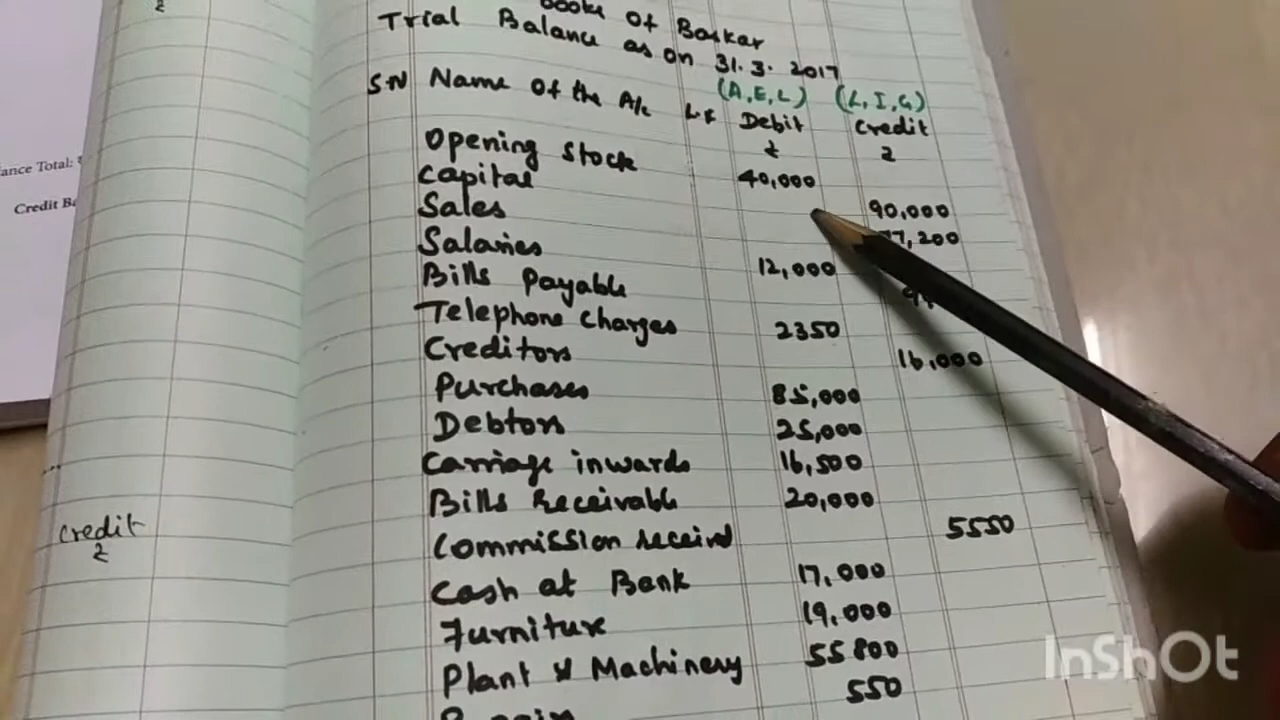 Books Of Baskar
Trial Balance as on 31.3.2017
S.N Name Of the A/c L.F Debit Credit
(A, E, L) (L, I, G)
₹ ₹
Opening Stock 40,000
Capital 90,000
Sales 77,200
Salaries 12,000
Bills Payable
Telephone Charges 2350
Creditors 16,000
Purchases 85,000
Debtors 25,000
Carriage inwards 16,500
Bills Receivable 20,000
Commission received 5550
Cash at Bank 17,000
Furniture 19,000
Plant & Machinery 55800
550
ance Total: ₹
Credit Ba
Credit
₹
InShOt